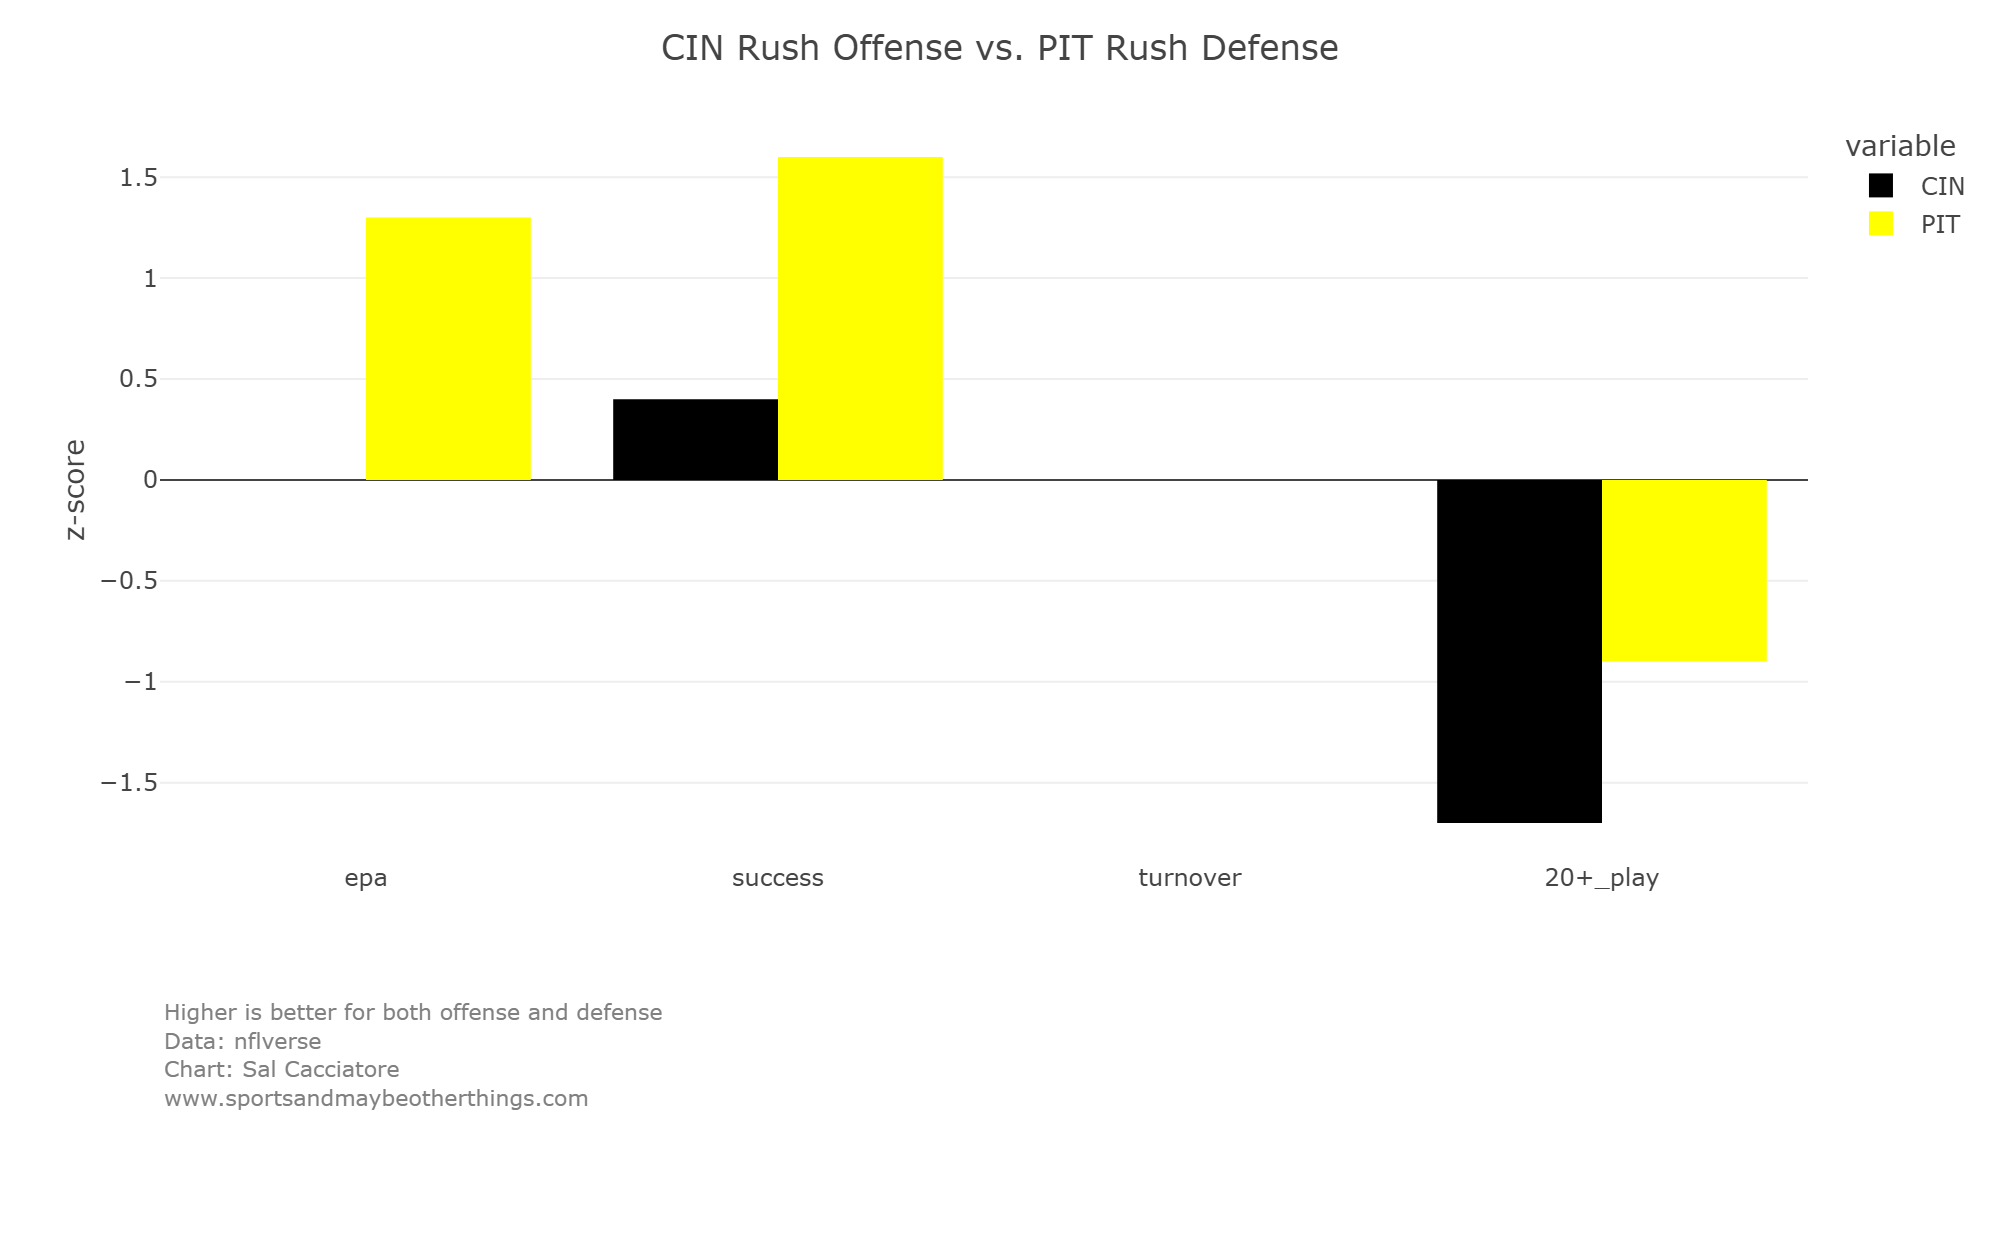 CIN Rush Offense vs. PIT Rush Defense
variable
CIN
PIT
z-score
1.5
1
0.5
0
−0.5
−1
−1.5
epa
success
turnover
20+_play
Higher is better for both offense and defense
Data: nflverse
Chart: Sal Cacciatore
www.sportsandmaybeotherthings.com